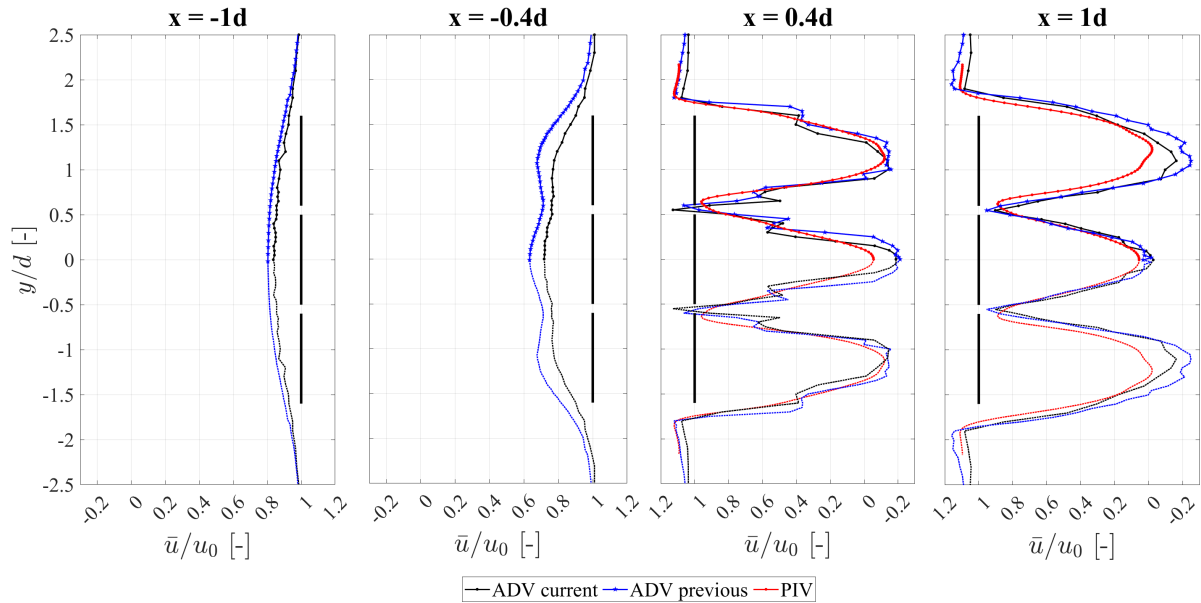 x = -1d
x = -0.4d
x = 0.4d
x = 1d
2.5
2
1.5
1
0.5
0
-0.5
-1
-1.5
-2
-2.5
y/d [-]
-0.2 0 0.2 0.4 0.6 0.8 1 1.2
-0.2 0 0.2 0.4 0.6 0.8 1 1.2
1.2 1 0.8 0.6 0.4 0.2 0 -0.2
1.2 1 0.8 0.6 0.4 0.2 0 -0.2
ū/u₀ [-]
ū/u₀ [-]
ū/u₀ [-]
ū/u₀ [-]
ADV current ADV previous PIV